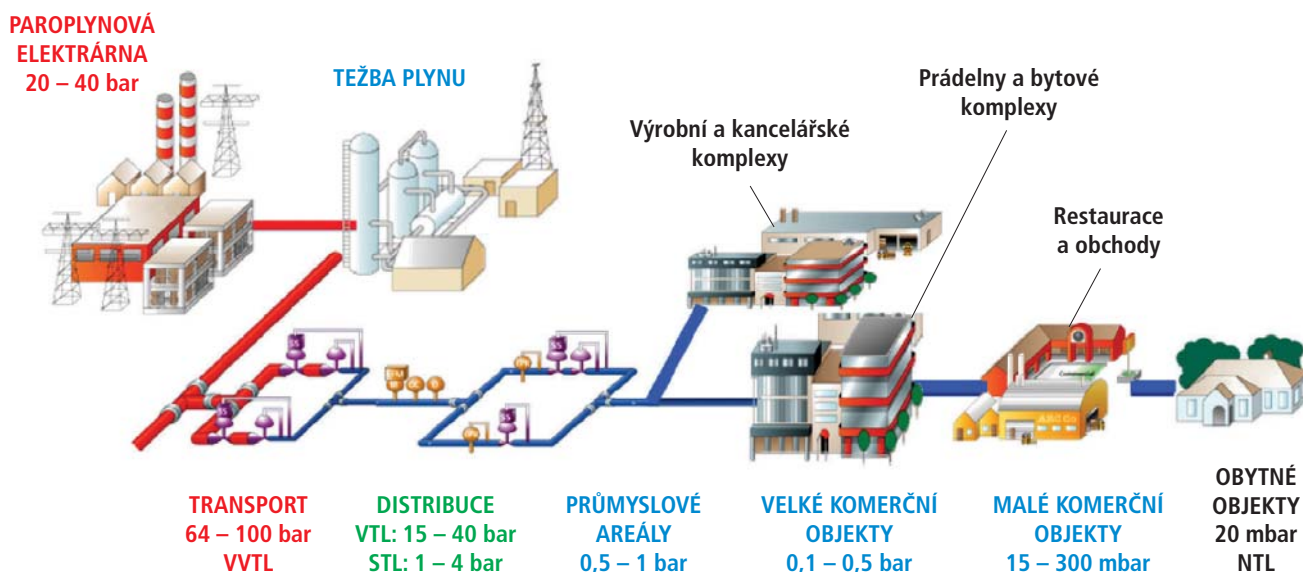 PAROPLYNOVÁ
ELEKTRÁRNA
20 – 40 bar
TEŽBA PLYNU
Výrobní a kancelářské
komplexy
Prádelny a bytové
komplexy
Restaurace
a obchody
TRANSPORT
64 – 100 bar
VVTL
DISTRIBUCE
VTL: 15 – 40 bar
STL: 1 – 4 bar
PRŮMYSLOVÉ
AREÁLY
0,5 – 1 bar
VELKÉ KOMERČNÍ
OBJEKTY
0,1 – 0,5 bar
MALÉ KOMERČNÍ
OBJEKTY
15 – 300 mbar
OBYTNÉ
OBJEKTY
20 mbar
NTL